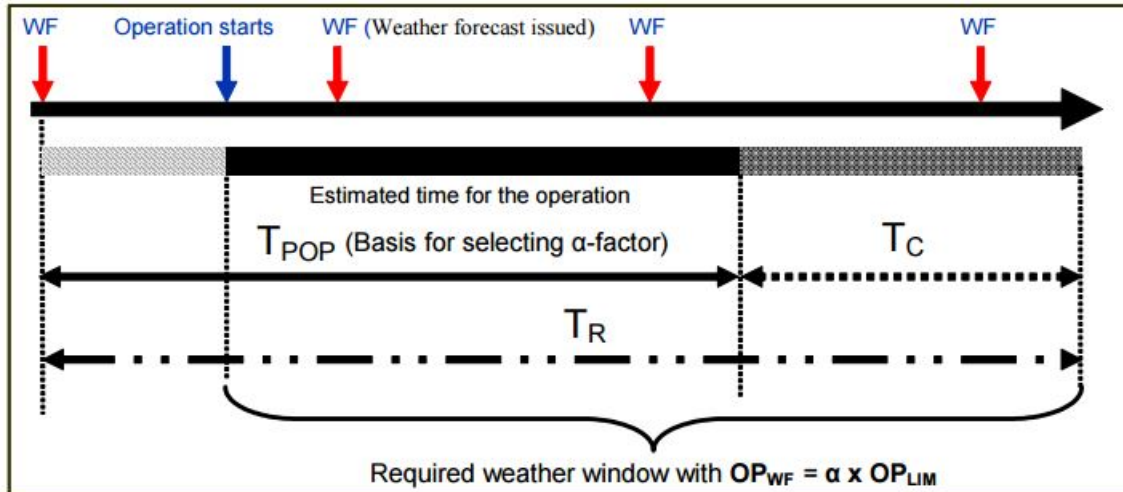 WF Operation starts WF (Weather forecast issued) WF WF
Estimated time for the operation
TPOP (Basis for selecting α-factor) TC
TR
Required weather window with OPWF = α x OPLIM